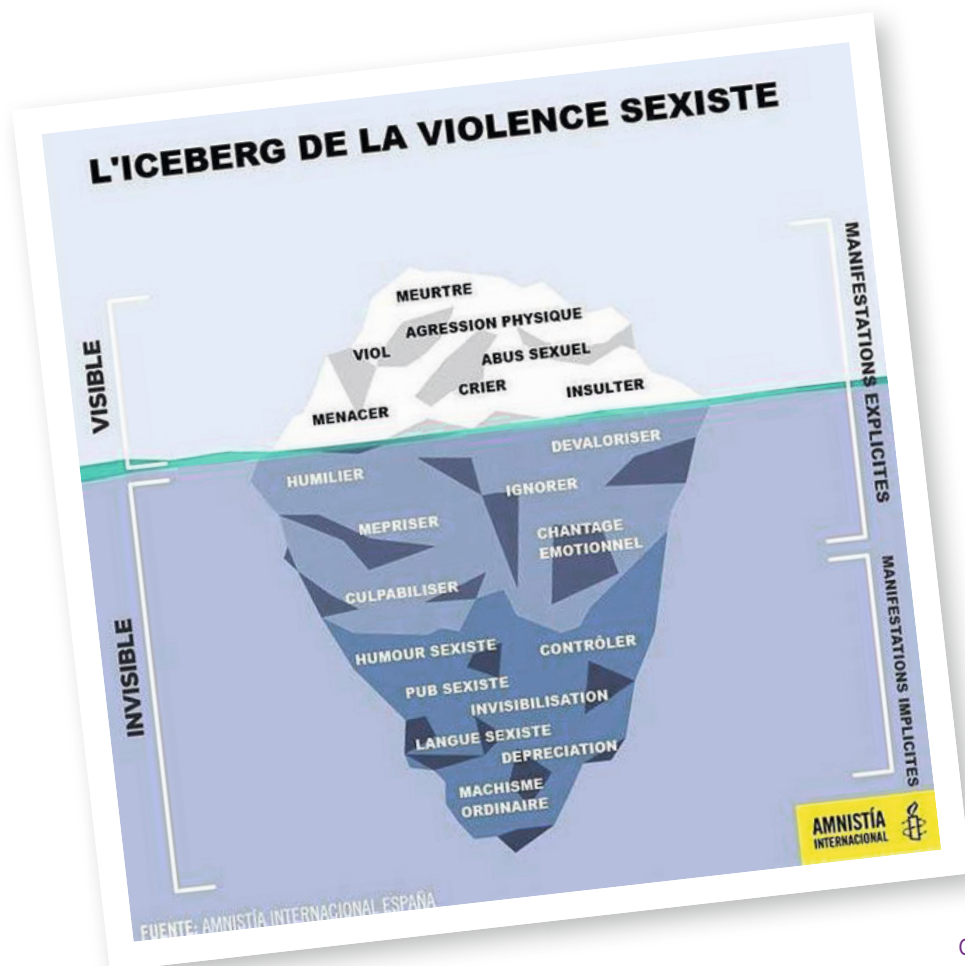 L'ICEBERG DE LA VIOLENCE SEXISTE
VISIBLE
MEURTRE
AGRESSION PHYSIQUE
VIOL
ABUS SEXUEL
CRIER
INSULTER
MENACER
MANIFESTATIONS EXPLICITES
INVISIBLE
DEVALORISER
HUMILIER
IGNORER
MEPRISER
CHANTAGE
EMOTIONNEL
CULPABILISER
HUMOUR SEXISTE
CONTRÔLER
PUB SEXISTE
INVISIBILISATION
LANGUE SEXISTE
DEPRECIATION
MACHISME
ORDINAIRE
MANIFESTATIONS IMPLICITES
AMNISTÍA
INTERNACIONAL
FUENTE: AMNISTÍA INTERNACIONAL ESPAÑA